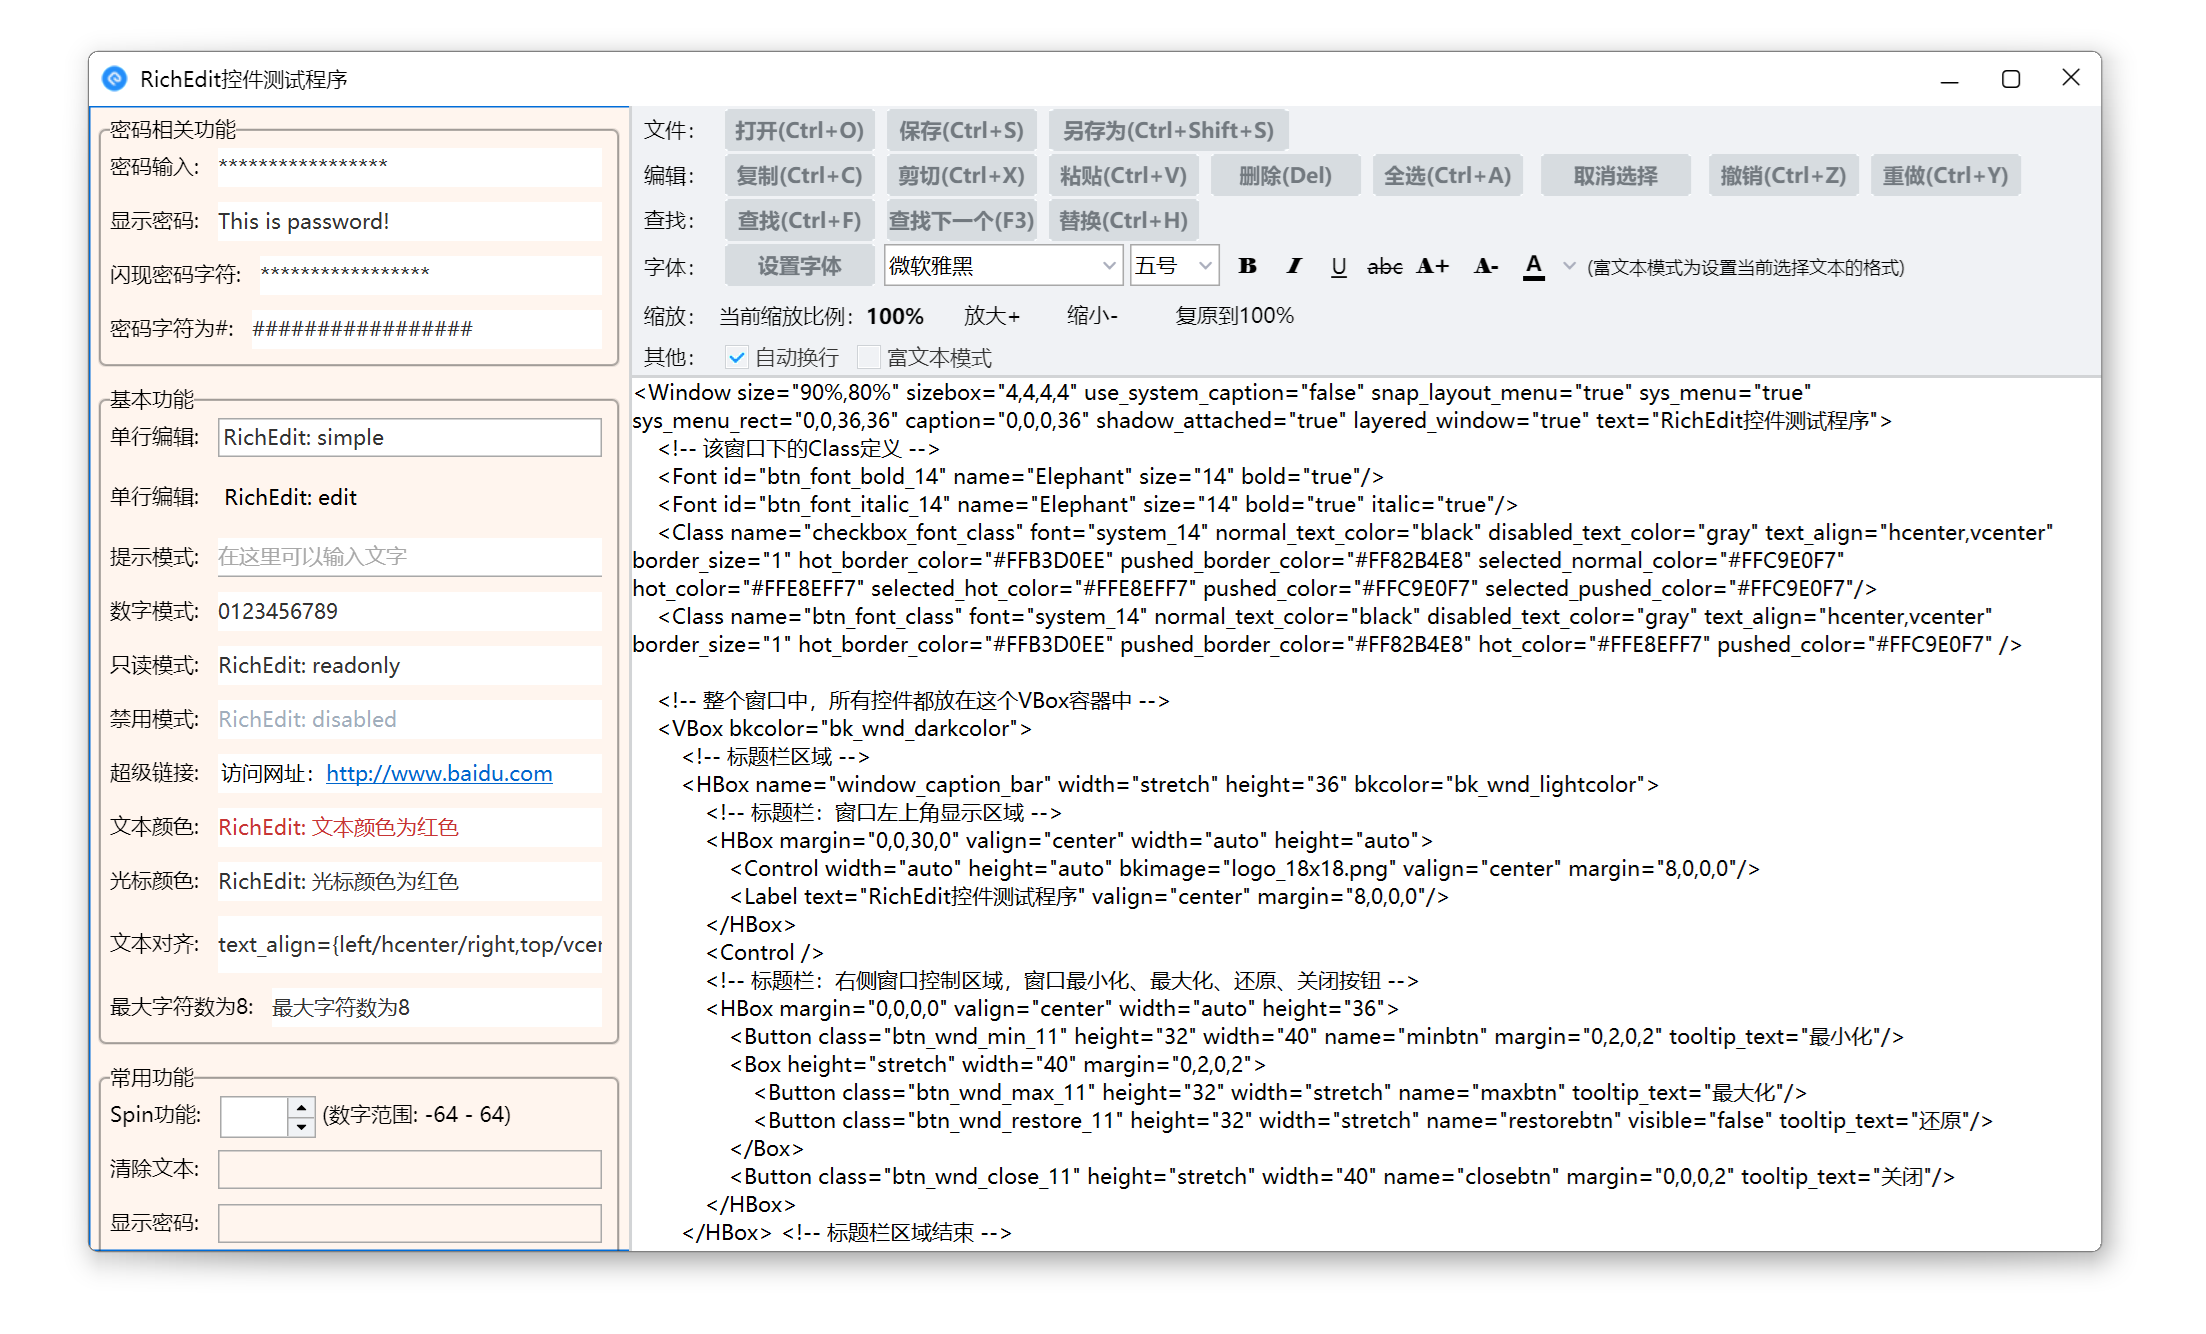 RichEdit控件测试程序
密码相关功能
密码输入: *****************
显示密码: This is password!
闪现密码字符: *****************
密码字符为#: #################
基本功能
单行编辑: RichEdit: simple
单行编辑: RichEdit: edit
提示模式: 在这里可以输入文字
数字模式: 0123456789
只读模式: RichEdit: readonly
禁用模式: RichEdit: disabled
超级链接: 访问网址：http://www.baidu.com
文本颜色: RichEdit: 文本颜色为红色
光标颜色: RichEdit: 光标颜色为红色
文本对齐: text_align={left/hcenter/right,top/vcer
最大字符数为8: 最大字符数为8
常用功能
Spin功能: (数字范围: -64 - 64)
清除文本:
显示密码:
文件： 打开(Ctrl+O) 保存(Ctrl+S) 另存为(Ctrl+Shift+S)
编辑： 复制(Ctrl+C) 剪切(Ctrl+X) 粘贴(Ctrl+V) 删除(Del) 全选(Ctrl+A) 取消选择 撤销(Ctrl+Z) 重做(Ctrl+Y)
查找： 查找(Ctrl+F) 查找下一个(F3) 替换(Ctrl+H)
字体： 设置字体 微软雅黑 五号 B I U abc A+ A- A (富文本模式为设置当前选择文本的格式)
缩放： 当前缩放比例：100% 放大+ 缩小- 复原到100%
其他： 自动换行 富文本模式
<Window size="90%,80%" sizebox="4,4,4,4" use_system_caption="false" snap_layout_menu="true" sys_menu="true"
sys_menu_rect="0,0,36,36" caption="0,0,0,36" shadow_attached="true" layered_window="true" text="RichEdit控件测试程序">
<!-- 该窗口下的Class定义 -->
<Font id="btn_font_bold_14" name="Elephant" size="14" bold="true"/>
<Font id="btn_font_italic_14" name="Elephant" size="14" bold="true" italic="true"/>
<Class name="checkbox_font_class" font="system_14" normal_text_color="black" disabled_text_color="gray" text_align="hcenter,vcenter"
border_size="1" hot_border_color="#FFB3D0EE" pushed_border_color="#FF82B4E8" selected_normal_color="#FFC9E0F7"
hot_color="#FFE8EFF7" selected_hot_color="#FFE8EFF7" pushed_color="#FFC9E0F7" selected_pushed_color="#FFC9E0F7"/>
<Class name="btn_font_class" font="system_14" normal_text_color="black" disabled_text_color="gray" text_align="hcenter,vcenter"
border_size="1" hot_border_color="#FFB3D0EE" pushed_border_color="#FF82B4E8" hot_color="#FFE8EFF7" pushed_color="#FFC9E0F7" />
<!-- 整个窗口中，所有控件都放在这个VBox容器中 -->
<VBox bkcolor="bk_wnd_darkcolor">
<!-- 标题栏区域 -->
<HBox name="window_caption_bar" width="stretch" height="36" bkcolor="bk_wnd_lightcolor">
<!-- 标题栏：窗口左上角显示区域 -->
<HBox margin="0,0,30,0" valign="center" width="auto" height="auto">
<Control width="auto" height="auto" bkimage="logo_18x18.png" valign="center" margin="8,0,0,0"/>
<Label text="RichEdit控件测试程序" valign="center" margin="8,0,0,0"/>
</HBox>
<Control />
<!-- 标题栏：右侧窗口控制区域，窗口最小化、最大化、还原、关闭按钮 -->
<HBox margin="0,0,0,0" valign="center" width="auto" height="36">
<Button class="btn_wnd_min_11" height="32" width="40" name="minbtn" margin="0,2,0,2" tooltip_text="最小化"/>
<Box height="stretch" width="40" margin="0,2,0,2">
<Button class="btn_wnd_max_11" height="32" width="stretch" name="maxbtn" tooltip_text="最大化"/>
<Button class="btn_wnd_restore_11" height="32" width="stretch" name="restorebtn" visible="false" tooltip_text="还原"/>
</Box>
<Button class="btn_wnd_close_11" height="stretch" width="40" name="closebtn" margin="0,0,0,2" tooltip_text="关闭"/>
</HBox>
</HBox> <!-- 标题栏区域结束 -->